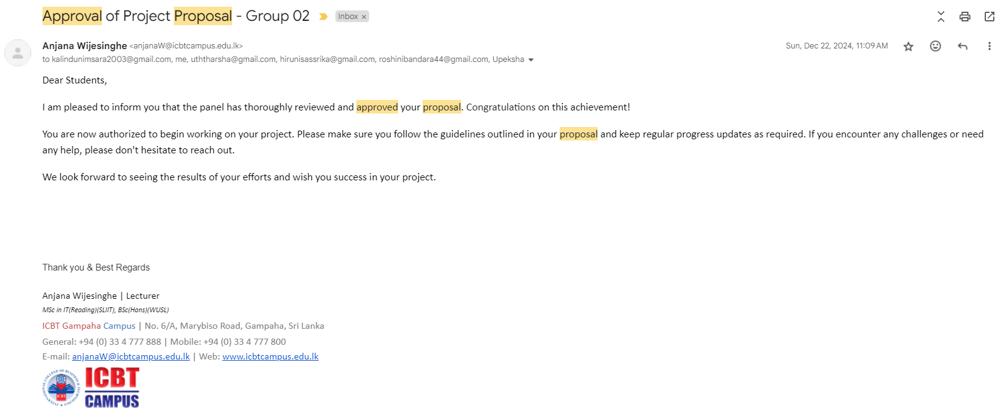 Approval of Project Proposal - Group 02
Inbox ×
Anjana Wijesinghe <anjanaW@icbtcampus.edu.lk>
Sun, Dec 22, 2024, 11:09 AM
to kalindunimsara2003@gmail.com, me, uththarsha@gmail.com, hirunisassrika@gmail.com, roshinibandara44@gmail.com, Upeksha
Dear Students,
I am pleased to inform you that the panel has thoroughly reviewed and approved your proposal. Congratulations on this achievement!
You are now authorized to begin working on your project. Please make sure you follow the guidelines outlined in your proposal and keep regular progress updates as required. If you encounter any challenges or need
any help, please don't hesitate to reach out.
We look forward to seeing the results of your efforts and wish you success in your project.
Thank you & Best Regards
Anjana Wijesinghe | Lecturer
MSc in IT(Reading)(SLIIT), BSc(Hons)(WUSL)
ICBT Gampaha Campus | No. 6/A, Marybiso Road, Gampaha, Sri Lanka
General: +94 (0) 33 4 777 888 | Mobile: +94 (0) 33 4 777 800
E-mail: anjanaW@icbtcampus.edu.lk | Web: www.icbtcampus.edu.lk
ICBT
CAMPUS
ICBT